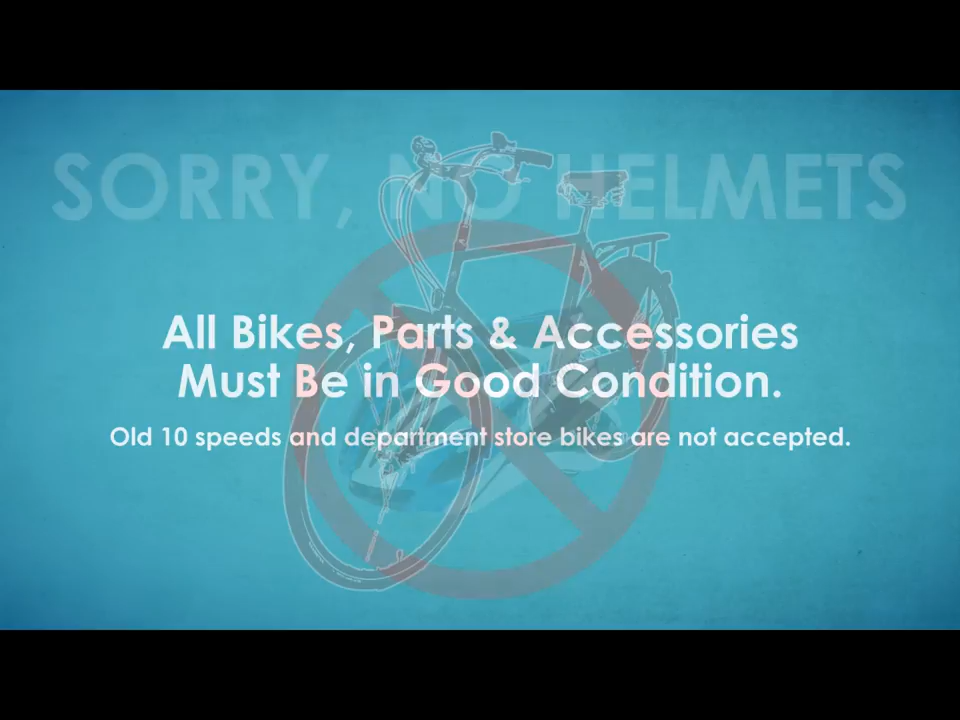 SORRY, NO HELMETS
All Bikes, Parts & Accessories
Must Be in Good Condition.
Old 10 speeds and department store bikes are not accepted.